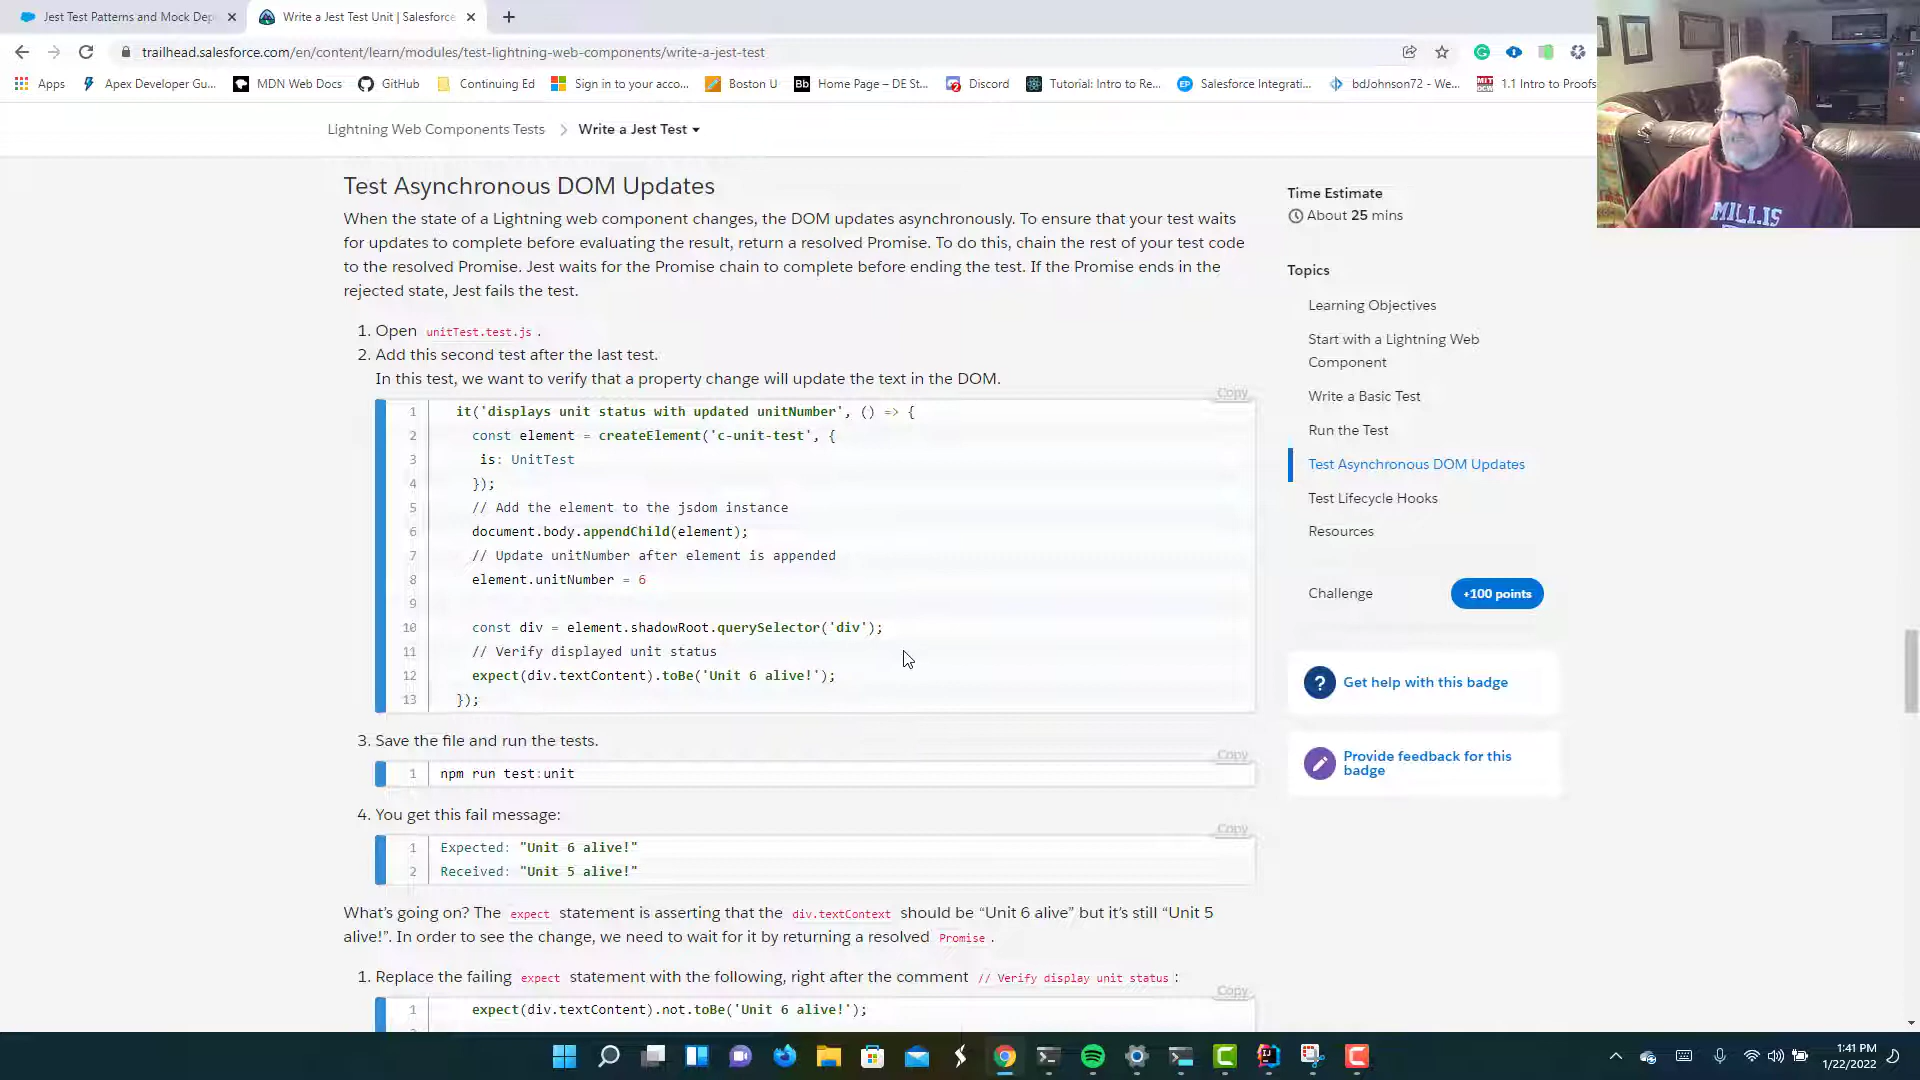 Jest Test Patterns and Mock Dep
Write a Jest Test Unit | Salesforce
trailhead.salesforce.com/en/content/learn/modules/test-lightning-web-components/write-a-jest-test
Apps
Apex Developer Gu...
MDN Web Docs
GitHub
Continuing Ed
Sign in to your acco...
Boston U
Bb
Home Page – DE St...
Discord
Tutorial: Intro to Re...
EP
Salesforce Integrati...
bdJohnson72 - We...
1.1 Intro to Proofs
Lightning Web Components Tests
Write a Jest Test
MILLIS
Test Asynchronous DOM Updates
When the state of a Lightning web component changes, the DOM updates asynchronously. To ensure that your test waits
for updates to complete before evaluating the result, return a resolved Promise. To do this, chain the rest of your test code
to the resolved Promise. Jest waits for the Promise chain to complete before ending the test. If the Promise ends in the
rejected state, Jest fails the test.
1. Open unitTest.test.js .
2. Add this second test after the last test.
In this test, we want to verify that a property change will update the text in the DOM.
Copy
1 it('displays unit status with updated unitNumber', () => {
2 const element = createElement('c-unit-test', {
3 is: UnitTest
4 });
5 // Add the element to the jsdom instance
6 document.body.appendChild(element);
7 // Update unitNumber after element is appended
8 element.unitNumber = 6
9
10 const div = element.shadowRoot.querySelector('div');
11 // Verify displayed unit status
12 expect(div.textContent).toBe('Unit 6 alive!');
13 });
3. Save the file and run the tests.
Copy
1 npm run test:unit
4. You get this fail message:
Copy
1 Expected: "Unit 6 alive!"
2 Received: "Unit 5 alive!"
What's going on? The expect statement is asserting that the div.textContext should be “Unit 6 alive” but it's still “Unit 5
alive!”. In order to see the change, we need to wait for it by returning a resolved Promise .
1. Replace the failing expect statement with the following, right after the comment // Verify display unit status :
Copy
1 expect(div.textContent).not.toBe('Unit 6 alive!');
Time Estimate
About 25 mins
Topics
Learning Objectives
Start with a Lightning Web
Component
Write a Basic Test
Run the Test
Test Asynchronous DOM Updates
Test Lifecycle Hooks
Resources
Challenge
+100 points
Get help with this badge
Provide feedback for this
badge
1:41 PM
1/22/2022